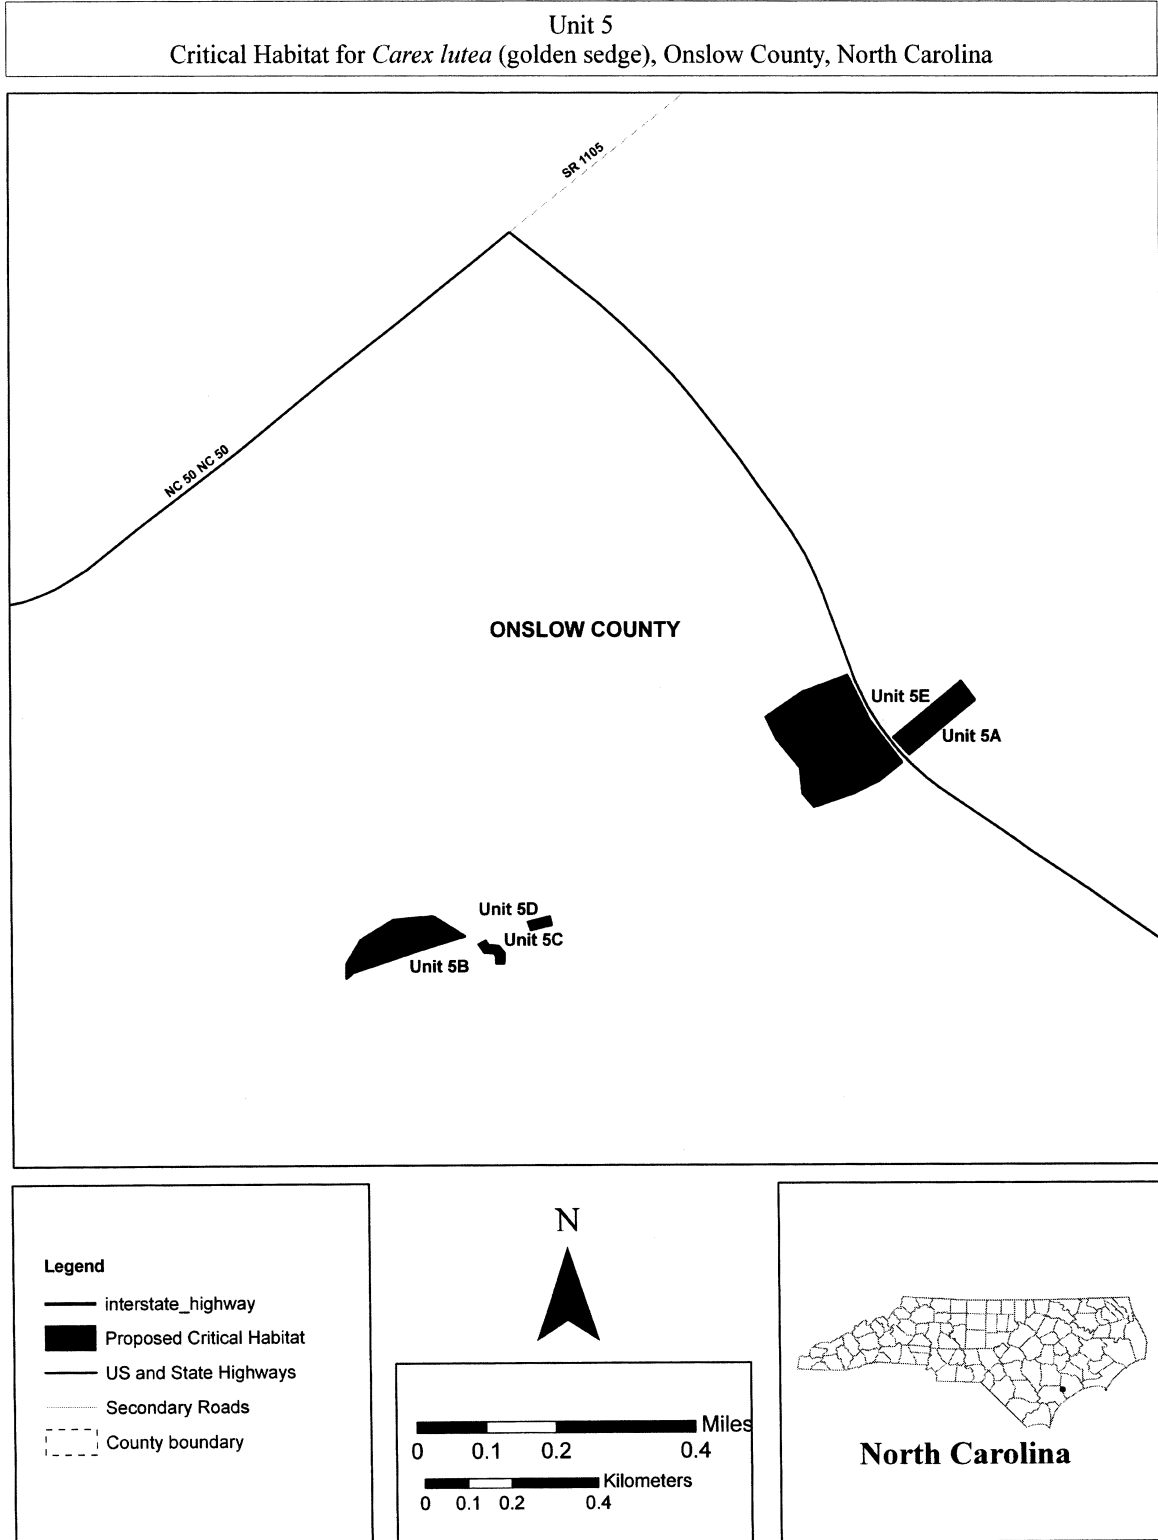 Unit 5
Critical Habitat for Carex lutea (golden sedge), Onslow County, North Carolina
SR 1105
NC 50 NC 50
ONSLOW COUNTY
Unit 5E
Unit 5A
Unit 5D
Unit 5C
Unit 5B
Legend
interstate_highway
Proposed Critical Habitat
US and State Highways
Secondary Roads
County boundary
N
Miles
0 0.1 0.2 0.4
Kilometers
0 0.1 0.2 0.4
North Carolina